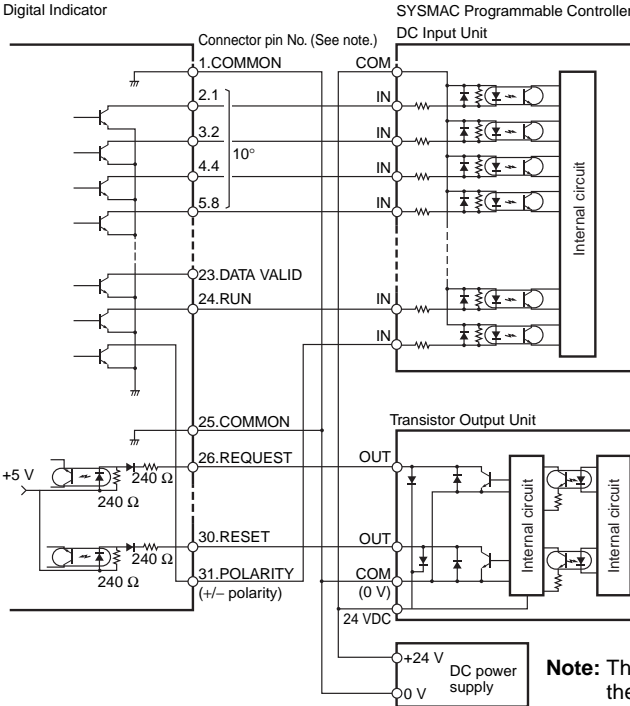 Digital Indicator
SYSMAC Programmable Controller
Connector pin No. (See note.)
DC Input Unit
1.COMMON
COM
2.1
IN
3.2
IN
10°
4.4
IN
5.8
IN
Internal circuit
23.DATA VALID
24.RUN
IN
IN
25.COMMON
Transistor Output Unit
26.REQUEST
OUT
+5 V
240 Ω
240 Ω
Internal circuit
Internal circuit
30.RESET
OUT
240 Ω
240 Ω
31.POLARITY
(+/− polarity)
COM
(0 V)
24 VDC
+24 V
DC power
supply
0 V
Note: Th
the